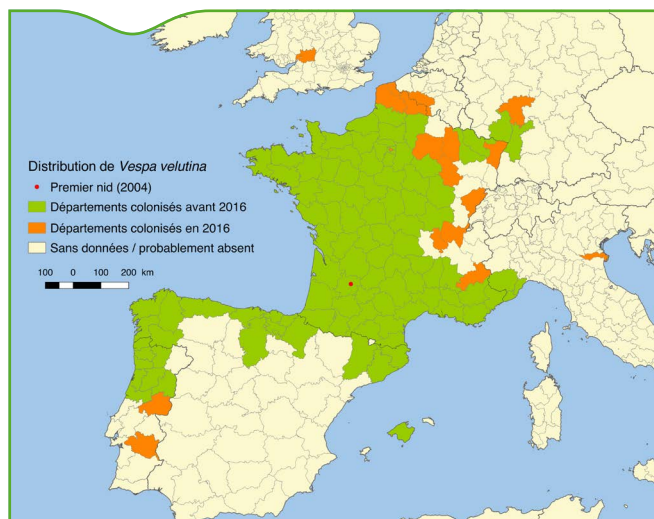 Distribution de Vespa velutina
Premier nid (2004)
Départements colonisés avant 2016
Départements colonisés en 2016
Sans données / probablement absent
100 0 100 200 km